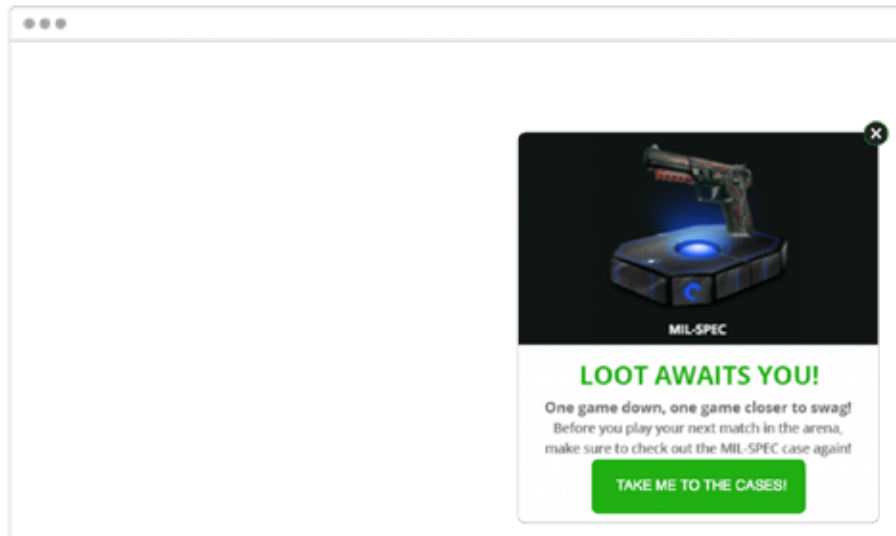 MIL-SPEC
LOOT AWAITS YOU!
One game down, one game closer to swag!
Before you play your next match in the arena,
make sure to check out the MIL-SPEC case again!
TAKE ME TO THE CASES!